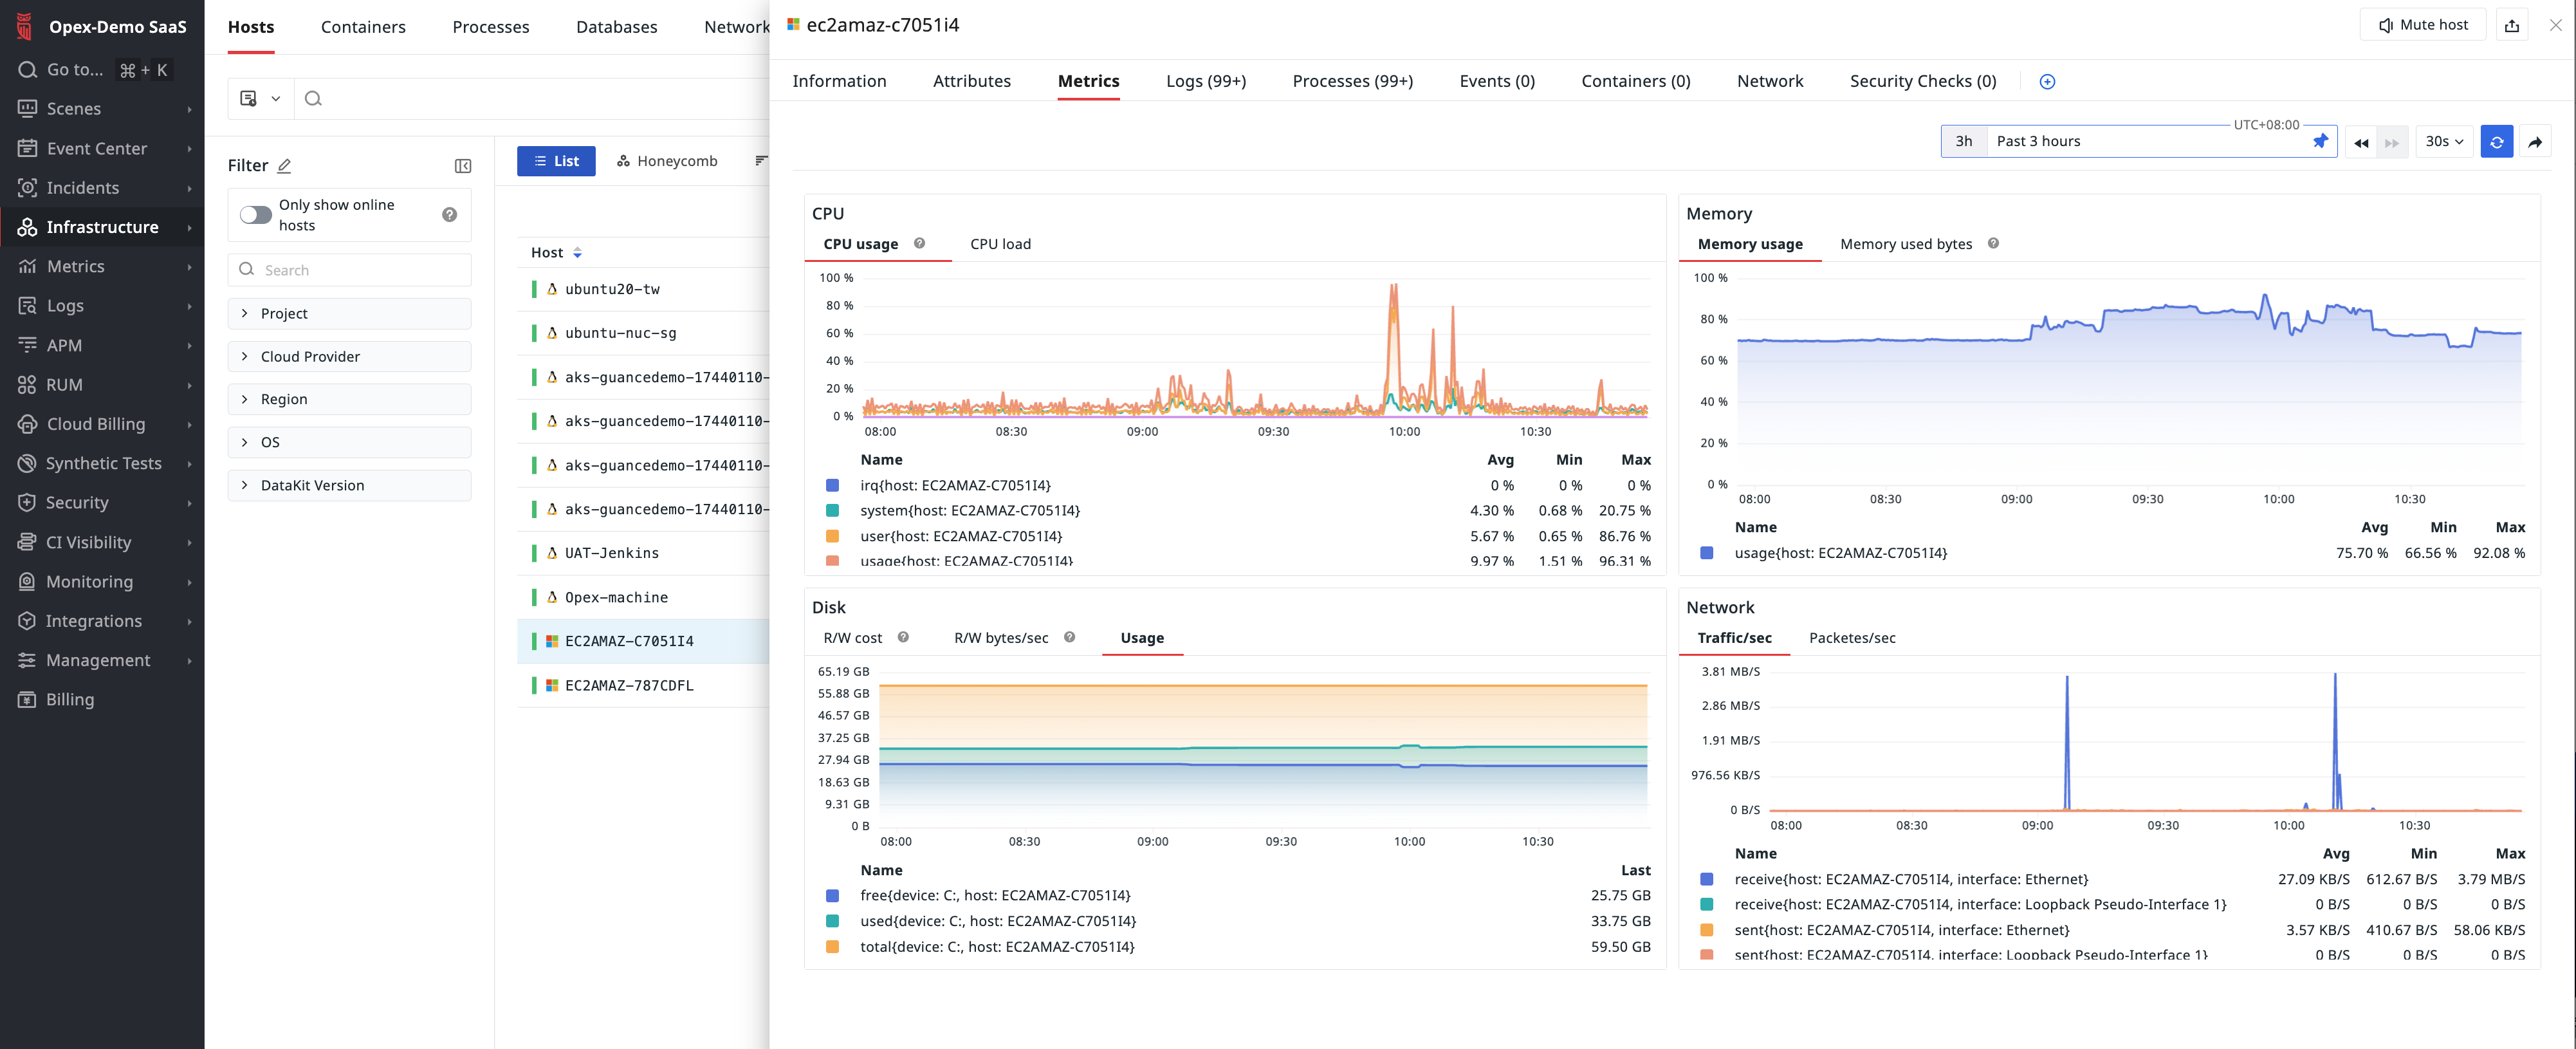 Opex-Demo SaaS
Go to... ⌘ + K
Scenes
Event Center
Incidents
Infrastructure
Metrics
Logs
APM
RUM
Cloud Billing
Synthetic Tests
Security
CI Visibility
Monitoring
Integrations
Management
Billing
Hosts Containers Processes Databases Network
Filter
Only show online
hosts
Search
Project
Cloud Provider
Region
OS
DataKit Version
List Honeycomb
Host
ubuntu20-tw
ubuntu-nuc-sg
aks-guancedemo-17440110-
aks-guancedemo-17440110-
aks-guancedemo-17440110-
aks-guancedemo-17440110-
UAT-Jenkins
Opex-machine
EC2AMAZ-C7051I4
EC2AMAZ-787CDFL
ec2amaz-c7051i4
Mute host
Information Attributes Metrics Logs (99+) Processes (99+) Events (0) Containers (0) Network Security Checks (0)
UTC+08:00
3h Past 3 hours 30s
CPU
CPU usage CPU load
100 %
80 %
60 %
40 %
20 %
0 %
08:00 08:30 09:00 09:30 10:00 10:30
Name Avg Min Max
irq{host: EC2AMAZ-C7051I4} 0 % 0 % 0 %
system{host: EC2AMAZ-C7051I4} 4.30 % 0.68 % 20.75 %
user{host: EC2AMAZ-C7051I4} 5.67 % 0.65 % 86.76 %
usage{host: EC2AMAZ-C7051I4} 9.97 % 1.51 % 96.31 %
Memory
Memory usage Memory used bytes
100 %
80 %
60 %
40 %
20 %
0 %
08:00 08:30 09:00 09:30 10:00 10:30
Name Avg Min Max
usage{host: EC2AMAZ-C7051I4} 75.70 % 66.56 % 92.08 %
Disk
R/W cost R/W bytes/sec Usage
65.19 GB
55.88 GB
46.57 GB
37.25 GB
27.94 GB
18.63 GB
9.31 GB
0 B
08:00 08:30 09:00 09:30 10:00 10:30
Name Last
free{device: C:, host: EC2AMAZ-C7051I4} 25.75 GB
used{device: C:, host: EC2AMAZ-C7051I4} 33.75 GB
total{device: C:, host: EC2AMAZ-C7051I4} 59.50 GB
Network
Traffic/sec Packetes/sec
3.81 MB/S
2.86 MB/S
1.91 MB/S
976.56 KB/S
0 B/S
08:00 08:30 09:00 09:30 10:00 10:30
Name Avg Min Max
receive{host: EC2AMAZ-C7051I4, interface: Ethernet} 27.09 KB/S 612.67 B/S 3.79 MB/S
receive{host: EC2AMAZ-C7051I4, interface: Loopback Pseudo-Interface 1} 0 B/S 0 B/S 0 B/S
sent{host: EC2AMAZ-C7051I4, interface: Ethernet} 3.57 KB/S 410.67 B/S 58.06 KB/S
sent{host: EC2AMAZ-C7051I4, interface: Loopback Pseudo-Interface 1} 0 B/S 0 B/S 0 B/S